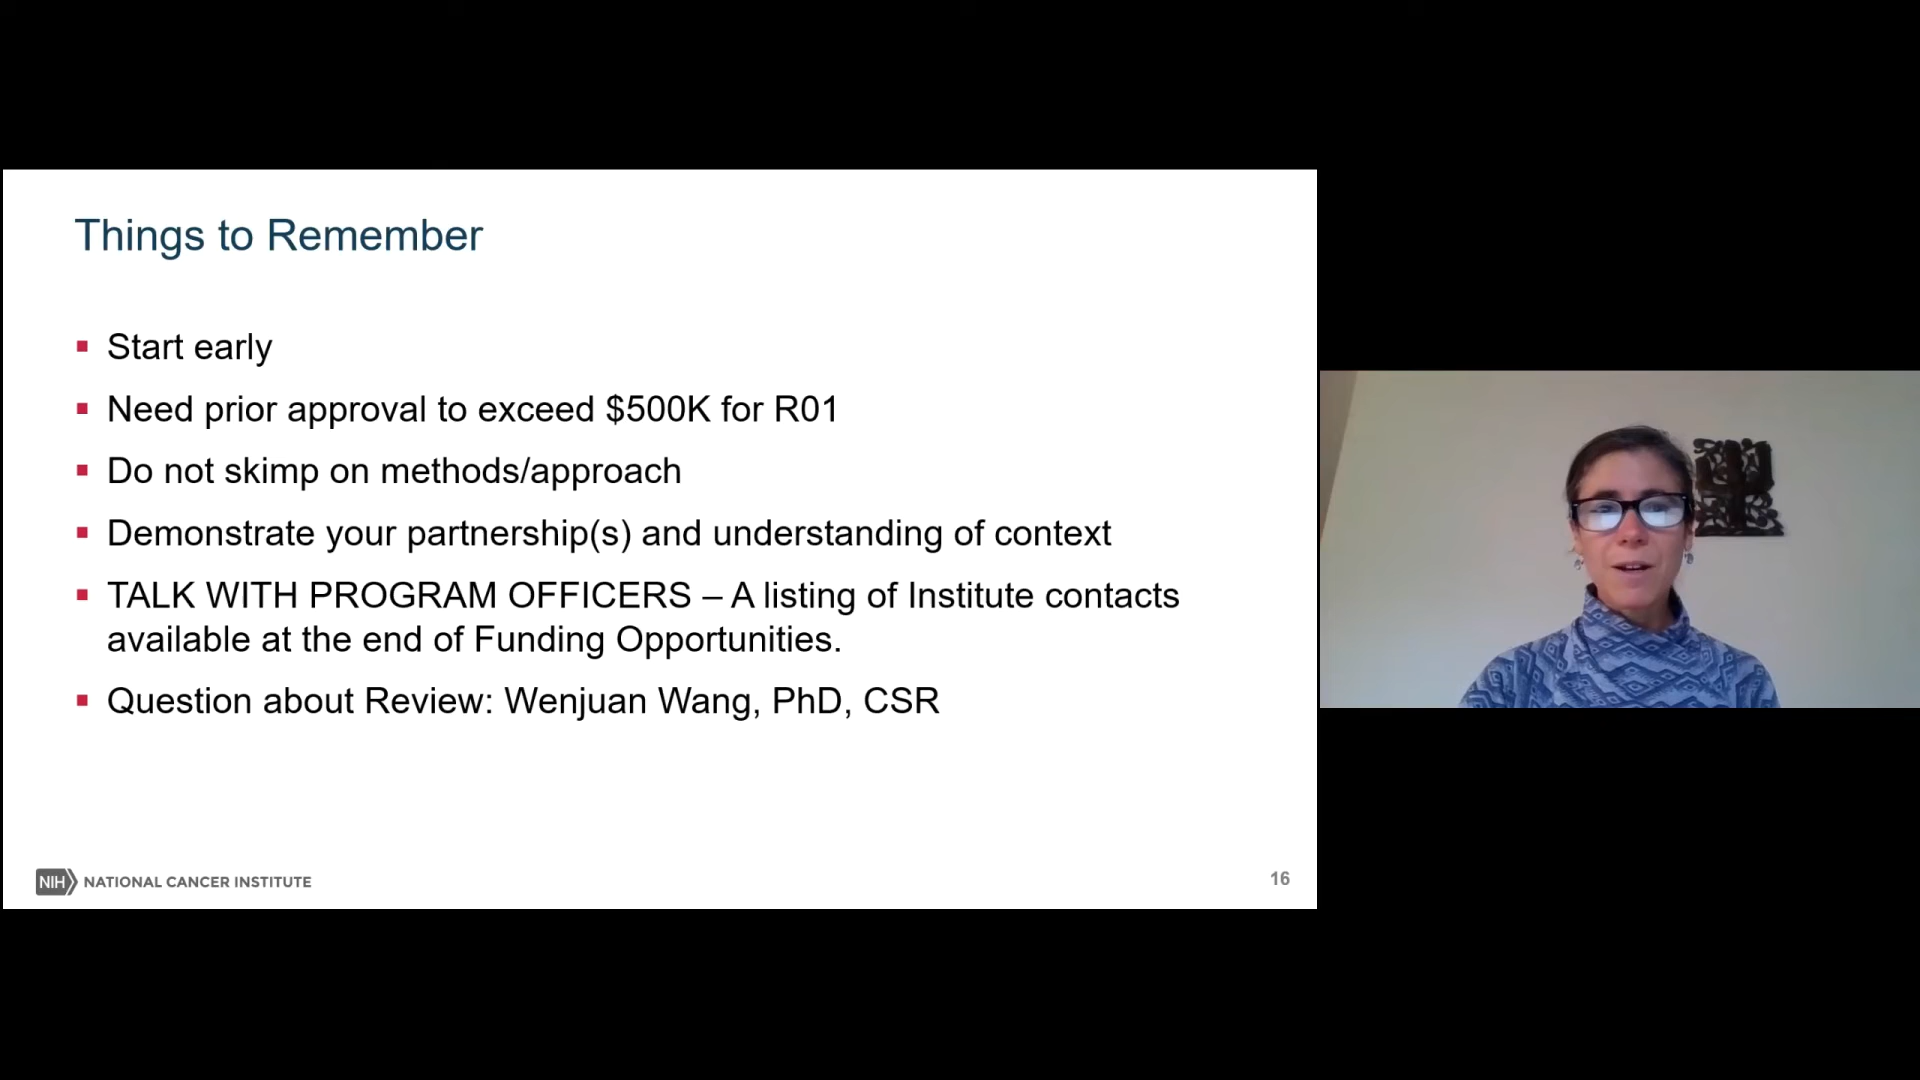 Things to Remember
Start early
Need prior approval to exceed $500K for R01
Do not skimp on methods/approach
Demonstrate your partnership(s) and understanding of context
TALK WITH PROGRAM OFFICERS – A listing of Institute contacts
available at the end of Funding Opportunities.
Question about Review: Wenjuan Wang, PhD, CSR
NIH NATIONAL CANCER INSTITUTE
16